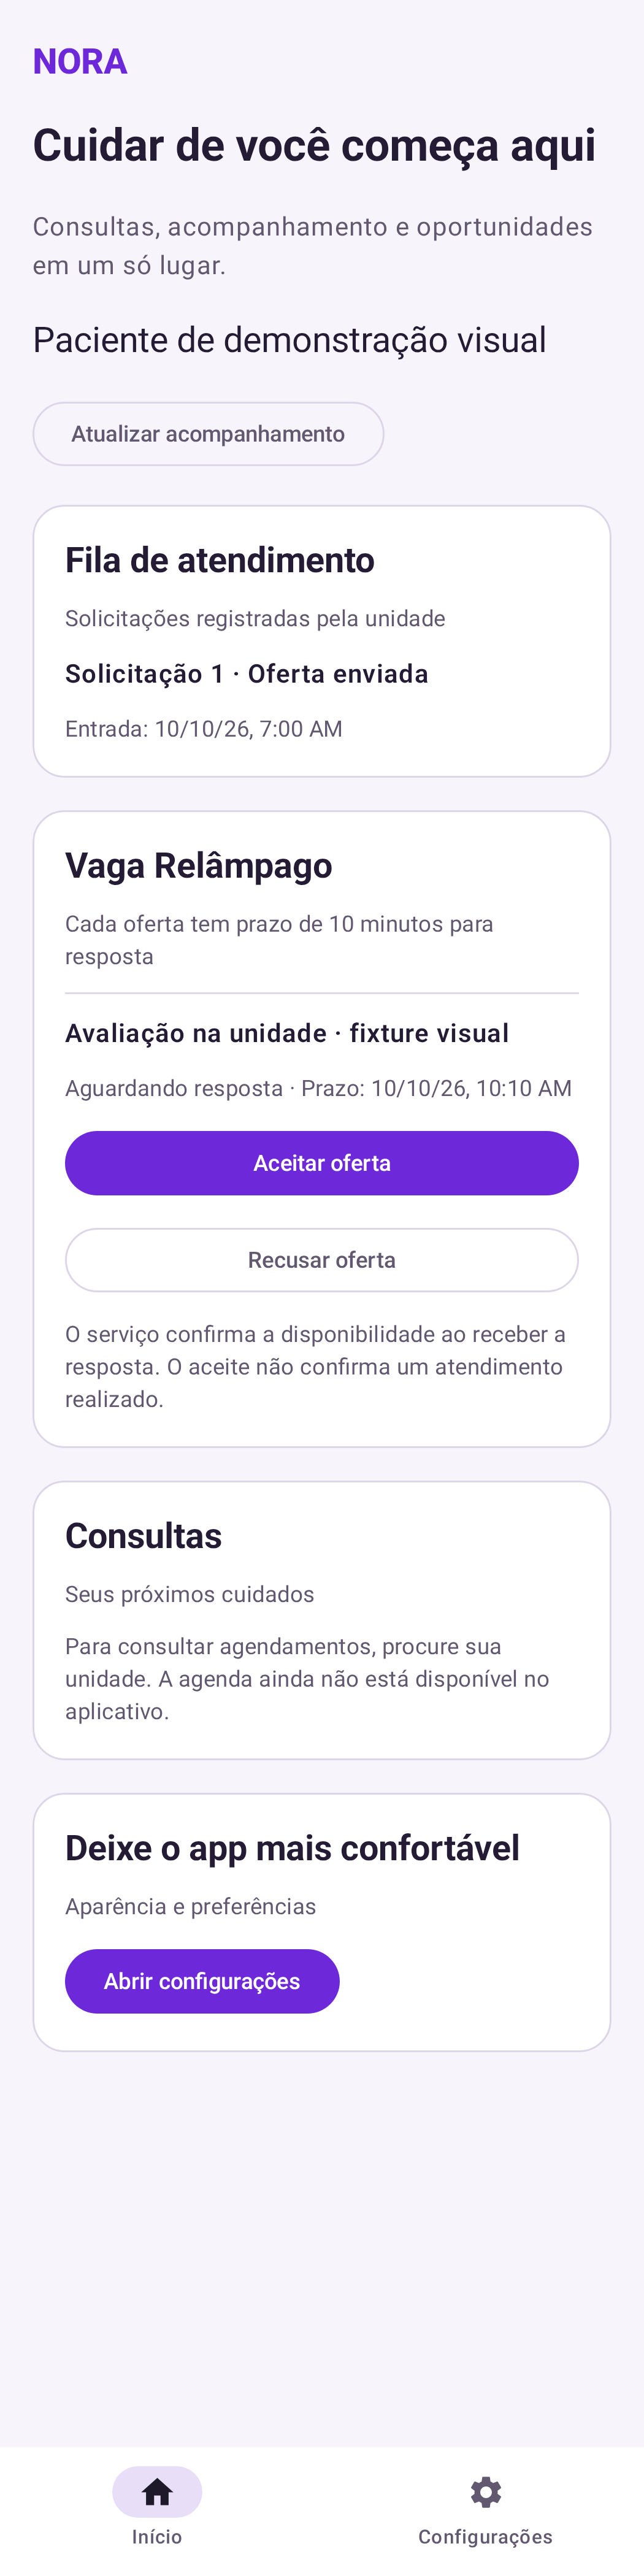 NORA
Cuidar de você começa aqui
Consultas, acompanhamento e oportunidades
em um só lugar.
Paciente de demonstração visual
Atualizar acompanhamento
Fila de atendimento
Solicitações registradas pela unidade
Solicitação 1 · Oferta enviada
Entrada: 10/10/26, 7:00 AM
Vaga Relâmpago
Cada oferta tem prazo de 10 minutos para
resposta
Avaliação na unidade · fixture visual
Aguardando resposta · Prazo: 10/10/26, 10:10 AM
Aceitar oferta
Recusar oferta
O serviço confirma a disponibilidade ao receber a
resposta. O aceite não confirma um atendimento
realizado.
Consultas
Seus próximos cuidados
Para consultar agendamentos, procure sua
unidade. A agenda ainda não está disponível no
aplicativo.
Deixe o app mais confortável
Aparência e preferências
Abrir configurações
Início
Configurações